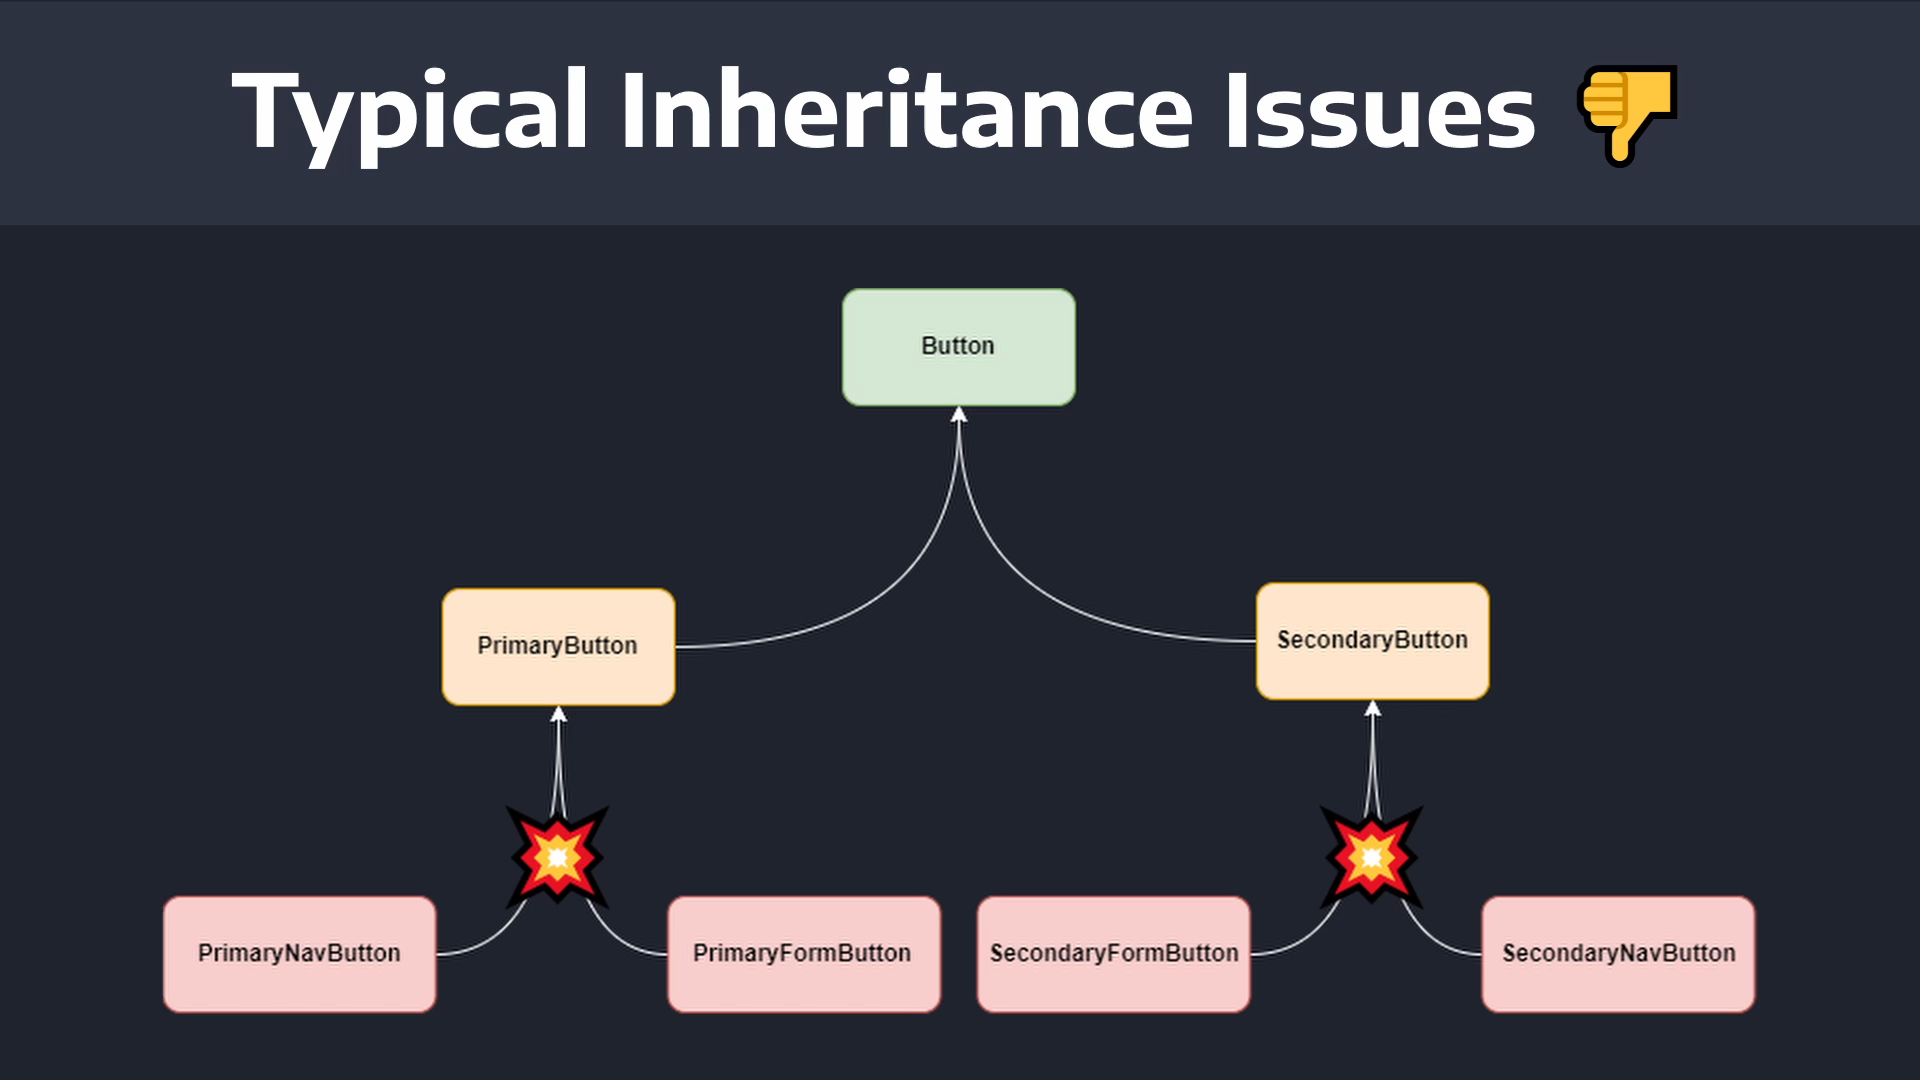 Typical Inheritance Issues 👎
Button
PrimaryButton
SecondaryButton
PrimaryNavButton
PrimaryFormButton
SecondaryFormButton
SecondaryNavButton